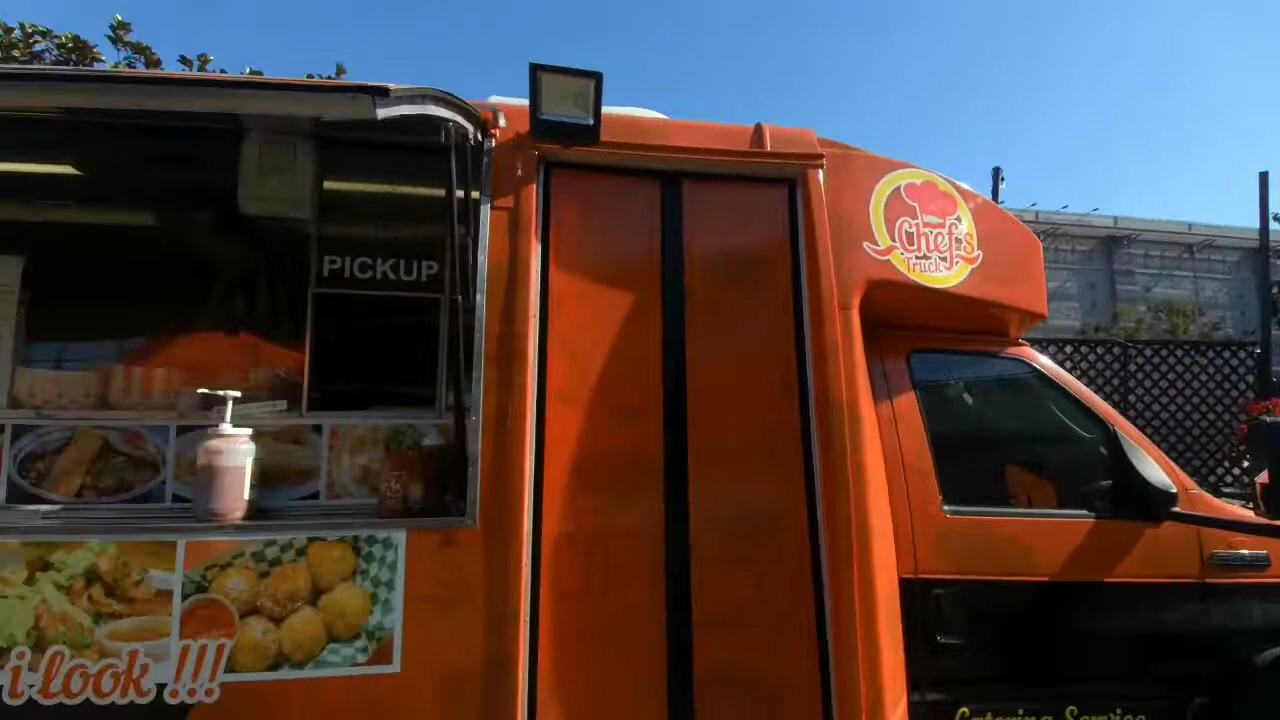 PICKUP
Chef's
Truck
i look !!!
Catering Service